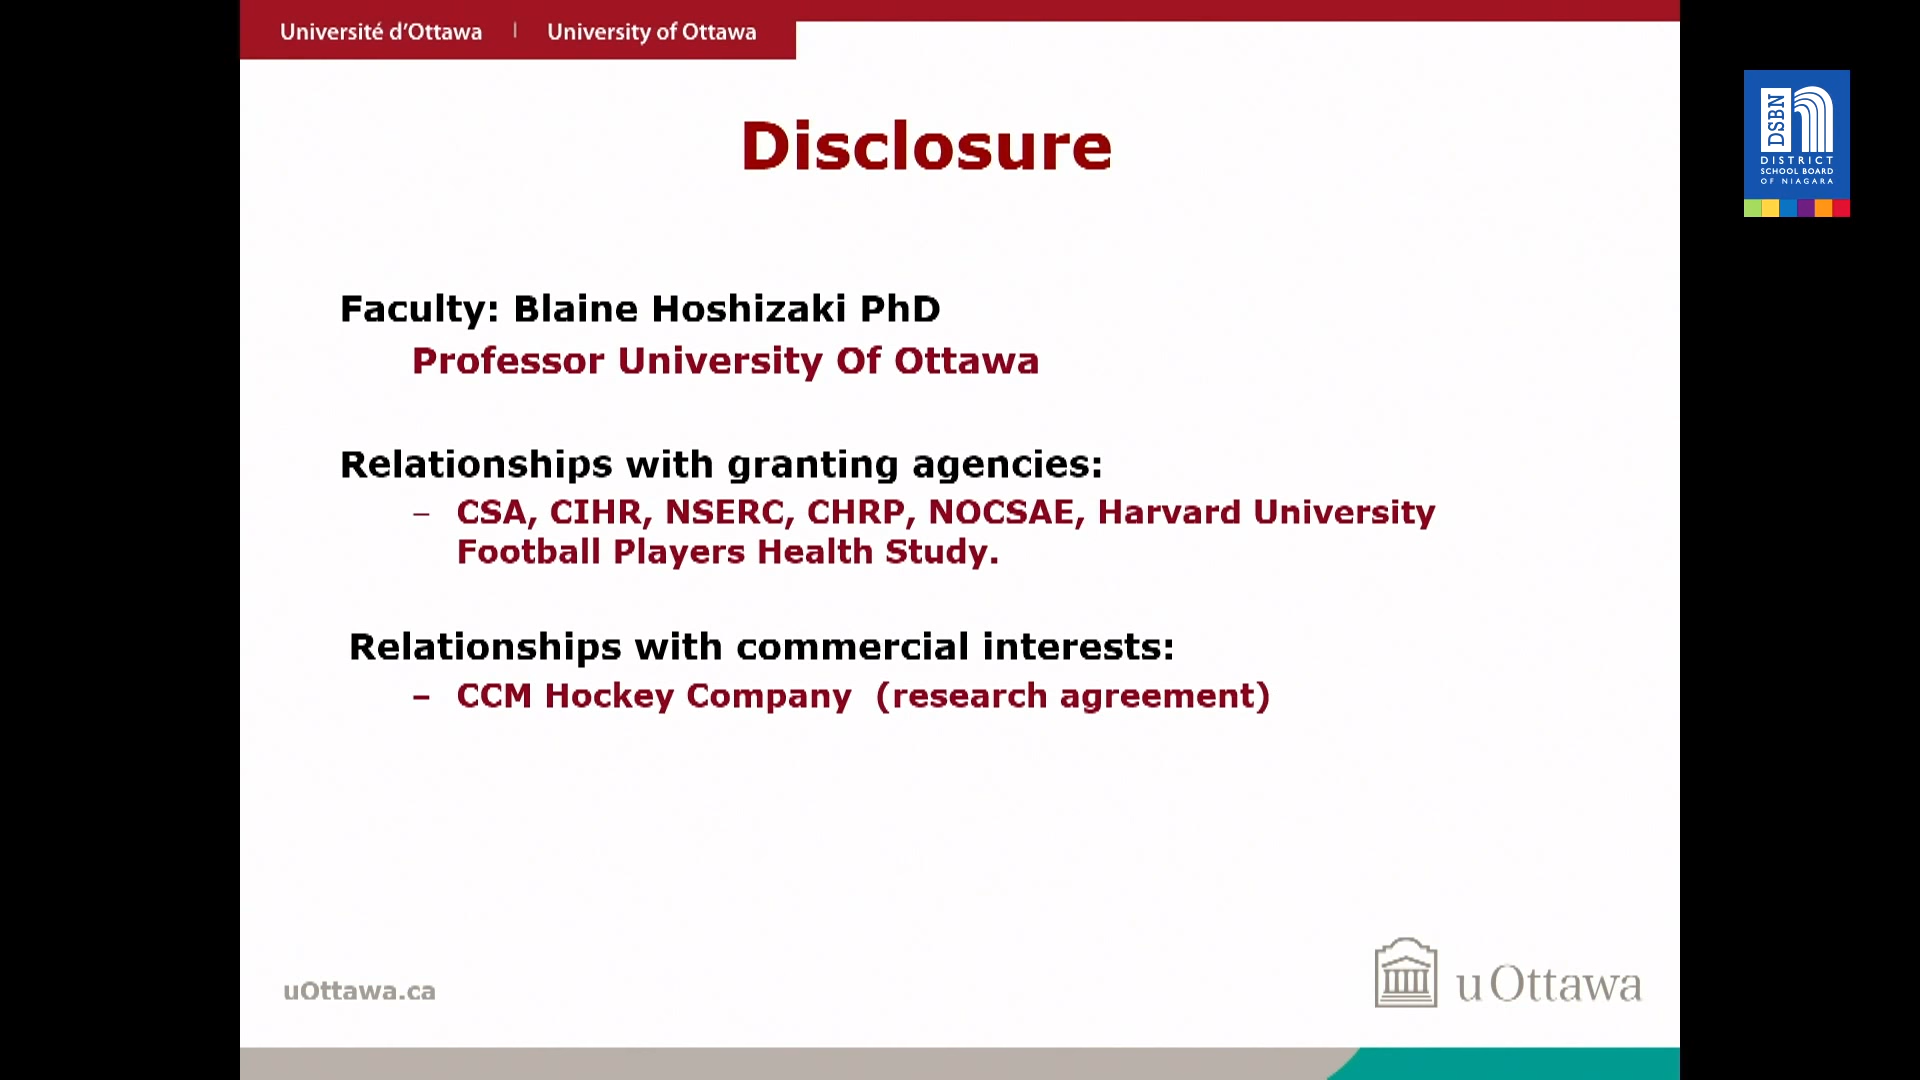 Université d'Ottawa | University of Ottawa
Disclosure
Faculty: Blaine Hoshizaki PhD
Professor University Of Ottawa
Relationships with granting agencies:
– CSA, CIHR, NSERC, CHRP, NOCSAE, Harvard University
Football Players Health Study.
Relationships with commercial interests:
– CCM Hockey Company (research agreement)
uOttawa.ca
uOttawa
DSBN
DISTRICT
SCHOOL BOARD
OF NIAGARA